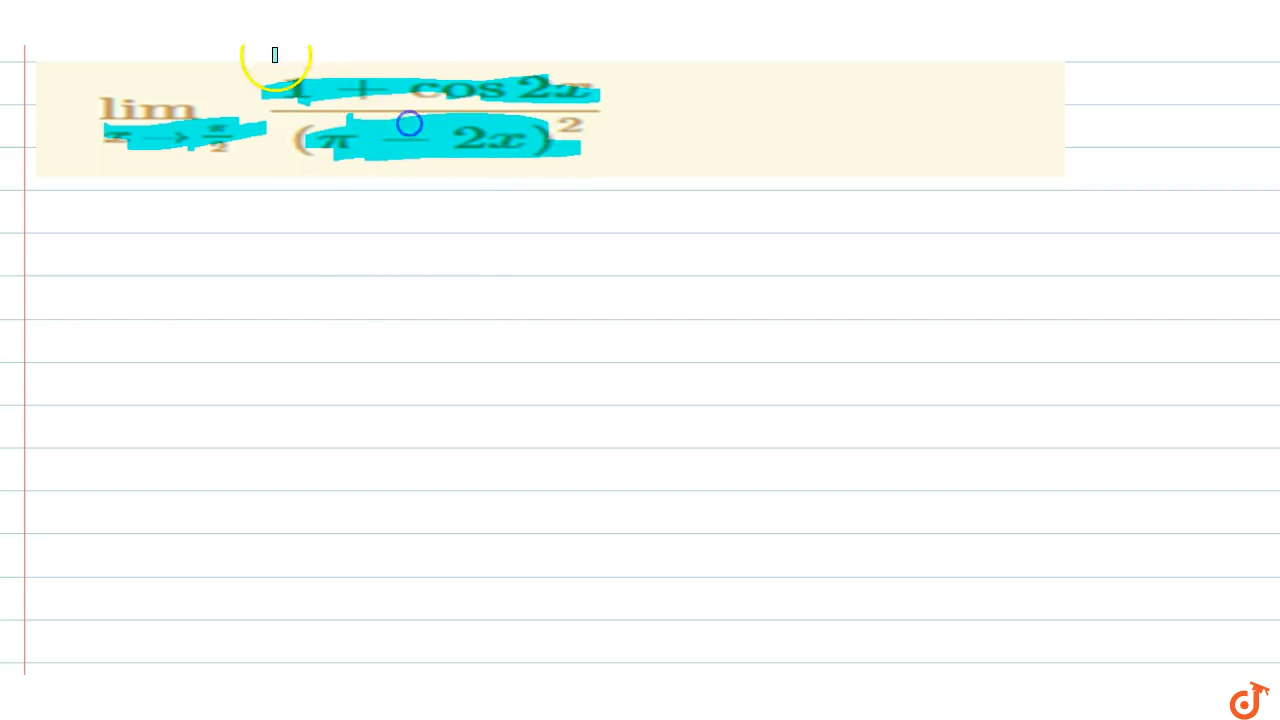 lim x → π/2 (1 + cos 2x) / (π − 2x)²